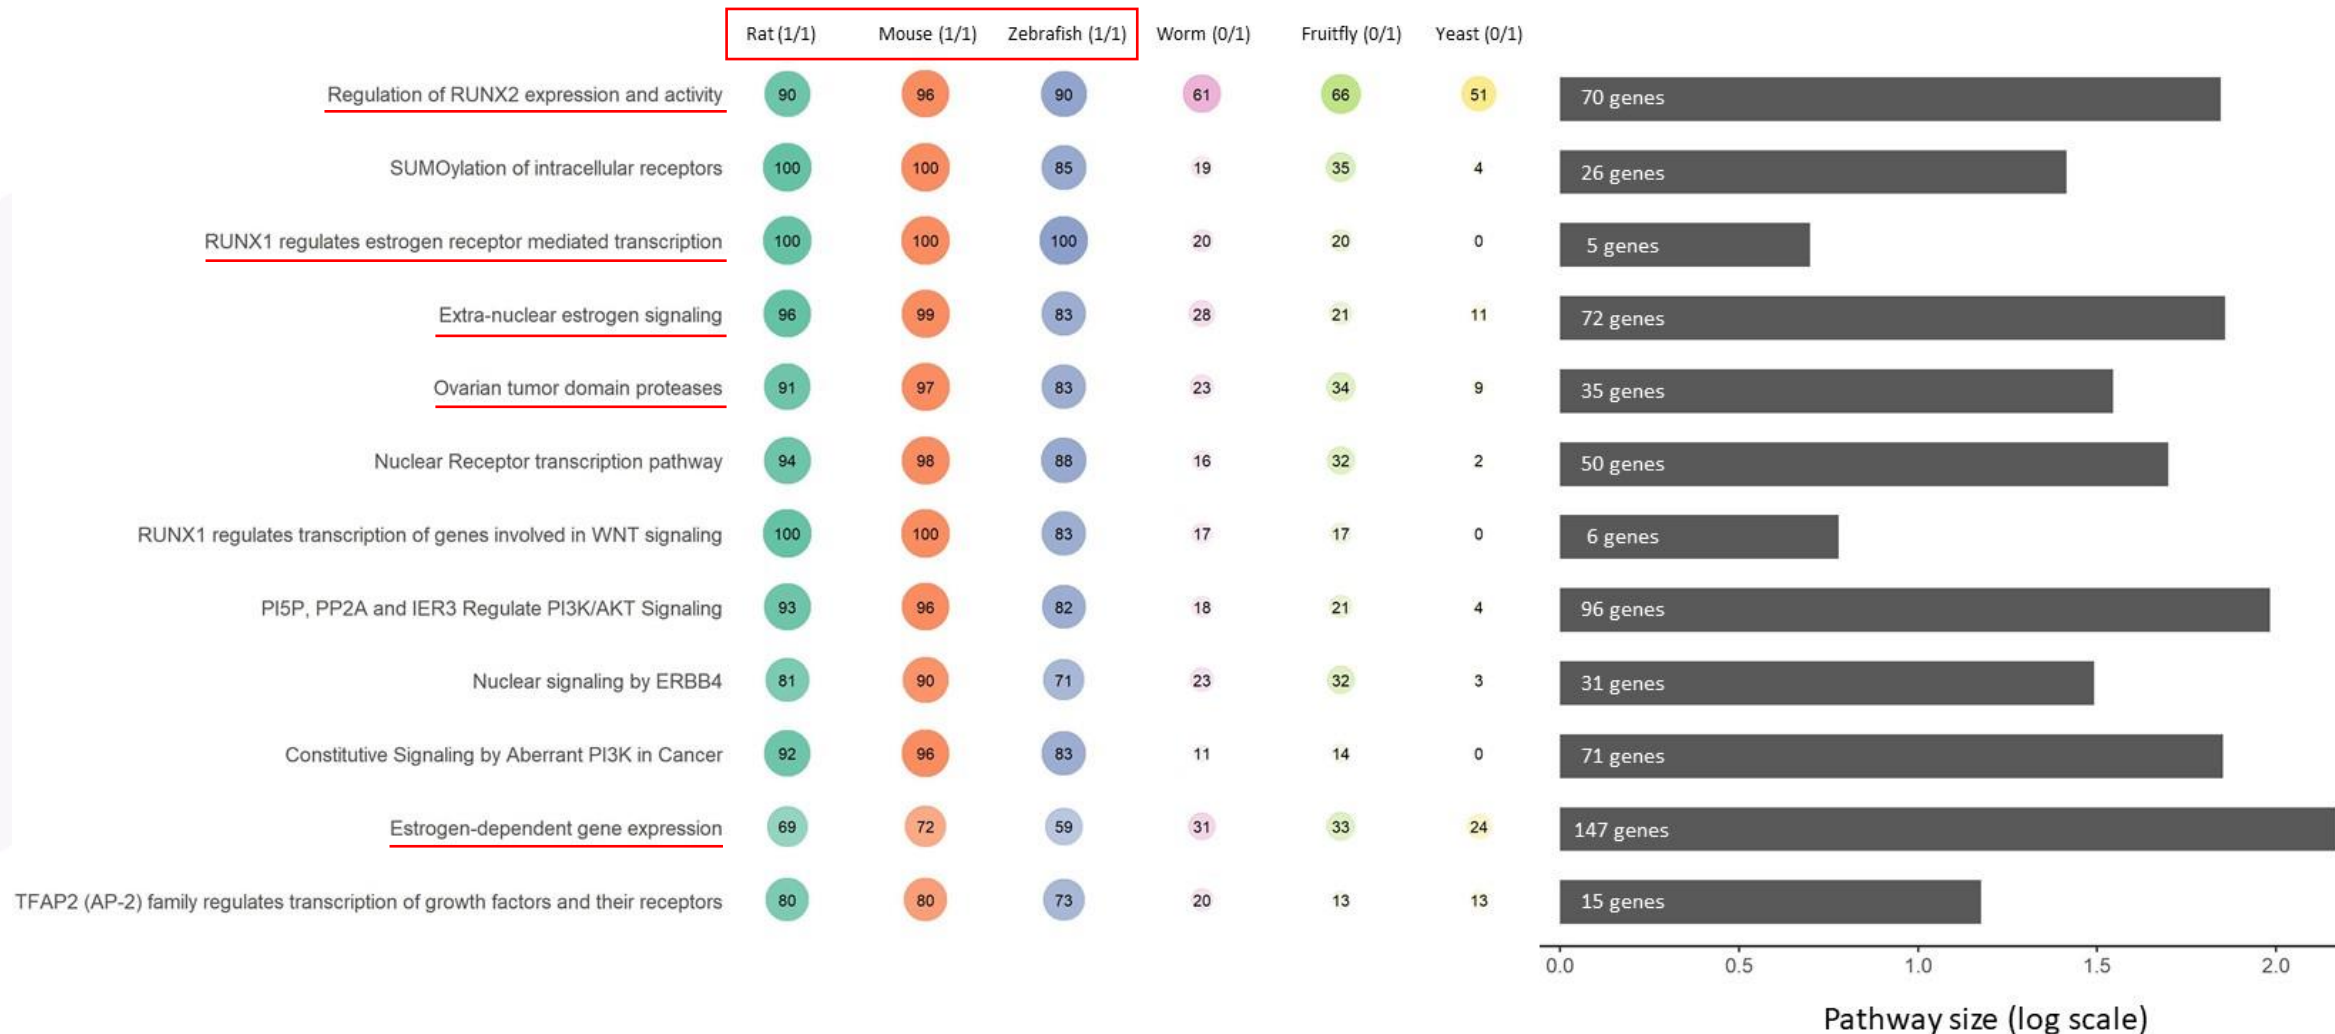 Rat (1/1) Mouse (1/1) Zebrafish (1/1) Worm (0/1) Fruitfly (0/1) Yeast (0/1)
Regulation of RUNX2 expression and activity 90 96 90 61 66 51 70 genes
SUMOylation of intracellular receptors 100 100 85 19 35 4 26 genes
RUNX1 regulates estrogen receptor mediated transcription 100 100 100 20 20 0 5 genes
Extra-nuclear estrogen signaling 96 99 83 28 21 11 72 genes
Ovarian tumor domain proteases 91 97 83 23 34 9 35 genes
Nuclear Receptor transcription pathway 94 98 88 16 32 2 50 genes
RUNX1 regulates transcription of genes involved in WNT signaling 100 100 83 17 17 0 6 genes
PI5P, PP2A and IER3 Regulate PI3K/AKT Signaling 93 96 82 18 21 4 96 genes
Nuclear signaling by ERBB4 81 90 71 23 32 3 31 genes
Constitutive Signaling by Aberrant PI3K in Cancer 92 96 83 11 14 0 71 genes
Estrogen-dependent gene expression 69 72 59 31 33 24 147 genes
TFAP2 (AP-2) family regulates transcription of growth factors and their receptors 80 80 73 20 13 13 15 genes
0.0 0.5 1.0 1.5 2.0
Pathway size (log scale)